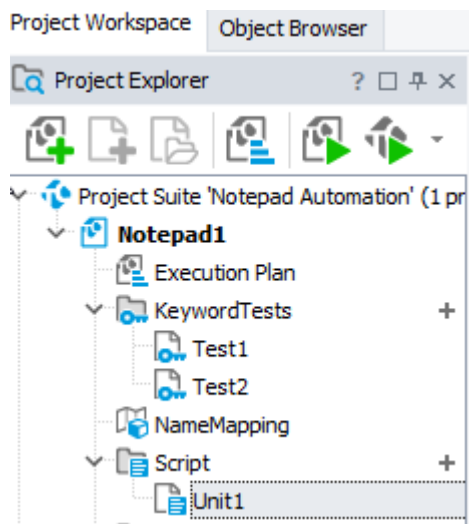 Project Workspace Object Browser
Project Explorer
Project Suite 'Notepad Automation' (1 pr
Notepad1
Execution Plan
KeywordTests
Test1
Test2
NameMapping
Script
Unit1